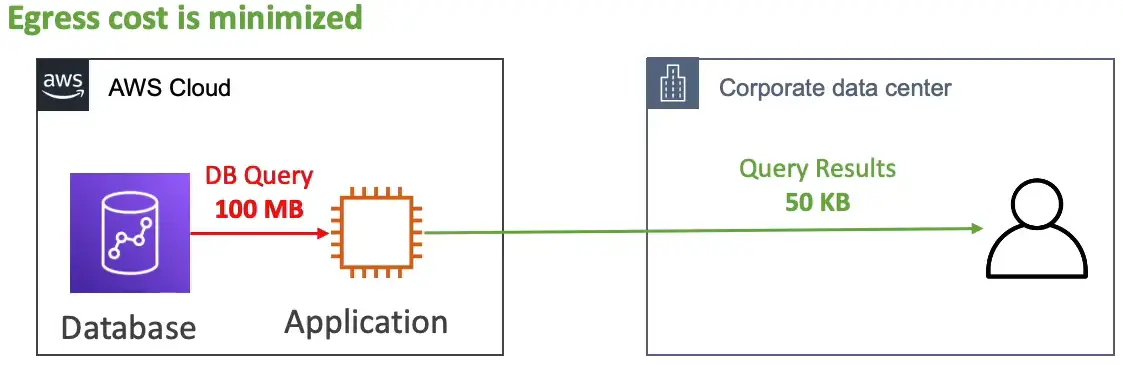 Egress cost is minimized
aws
AWS Cloud
Corporate data center
DB Query
100 MB
Query Results
50 KB
Database
Application